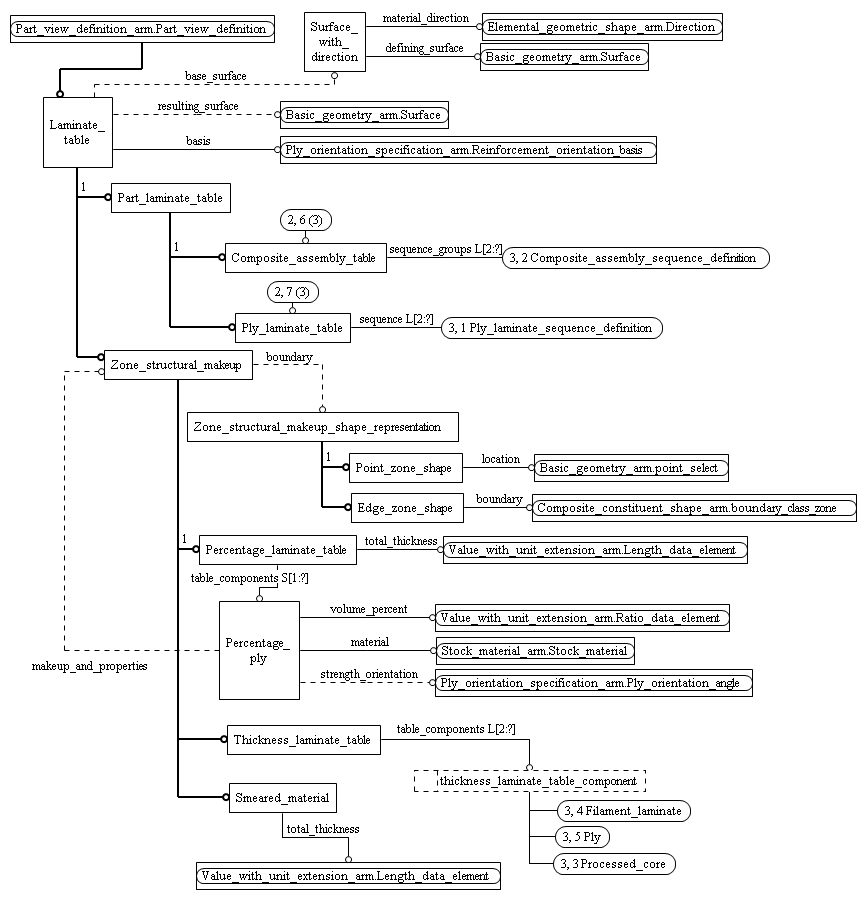 Part_view_definition_arm.Part_view_definition
Surface_
with_
direction
material_direction
Elemental_geometric_shape_arm.Direction
defining_surface
Basic_geometry_arm.Surface
base_surface
Laminate_
table
resulting_surface
Basic_geometry_arm.Surface
basis
Ply_orientation_specification_arm.Reinforcement_orientation_basis
1
Part_laminate_table
2, 6 (3)
1
Composite_assembly_table
sequence_groups L[2:?]
3, 2 Composite_assembly_sequence_definition
2, 7 (3)
Ply_laminate_table
sequence L[2:?]
3, 1 Ply_laminate_sequence_definition
Zone_structural_makeup
boundary
Zone_structural_makeup_shape_representation
1
Point_zone_shape
location
Basic_geometry_arm.point_select
Edge_zone_shape
boundary
Composite_constituent_shape_arm.boundary_class_zone
1
Percentage_laminate_table
total_thickness
Value_with_unit_extension_arm.Length_data_element
table_components S[1:?]
Percentage_
ply
volume_percent
Value_with_unit_extension_arm.Ratio_data_element
material
Stock_material_arm.Stock_material
strength_orientation
Ply_orientation_specification_arm.Ply_orientation_angle
makeup_and_properties
Thickness_laminate_table
table_components L[2:?]
thickness_laminate_table_component
Smeared_material
3, 4 Filament_laminate
total_thickness
3, 5 Ply
3, 3 Processed_core
Value_with_unit_extension_arm.Length_data_element